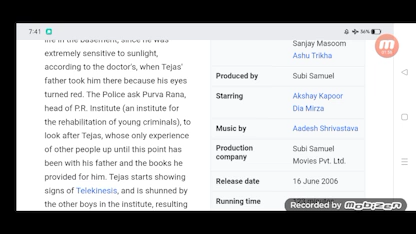 7:41
56%
life in the basement, since he was
extremely sensitive to sunlight,
according to the doctor's, when Tejas'
father took him there because his eyes
turned red. The Police ask Purva Rana,
head of P.R. Institute (an institute for
the rehabilitation of young criminals), to
look after Tejas, whose only experience
of other people up until this point has
been with his father and the books he
provided for him. Tejas starts showing
signs of Telekinesis, and is shunned by
the other boys in the institute, resulting
Sanjay Masoom
Ashu Trikha
Produced by Subi Samuel
Starring Akshay Kapoor
Dia Mirza
Music by Aadesh Shrivastava
Production Subi Samuel
company Movies Pvt. Ltd.
Release date 16 June 2006
Running time
Recorded by Mobizen